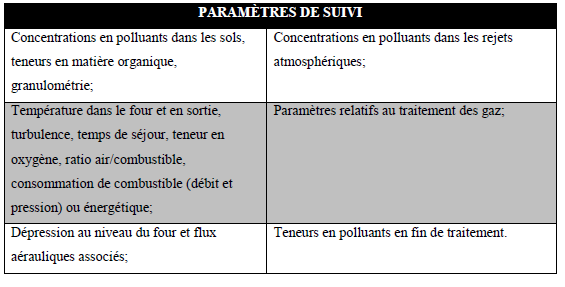 PARAMÈTRES DE SUIVI
Concentrations en polluants dans les sols,
teneurs en matière organique,
granulométrie;
Concentrations en polluants dans les rejets
atmosphériques;
Température dans le four et en sortie,
turbulence, temps de séjour, teneur en
oxygène, ratio air/combustible,
consommation de combustible (débit et
pression) ou énergétique;
Paramètres relatifs au traitement des gaz;
Dépression au niveau du four et flux
aérauliques associés;
Teneurs en polluants en fin de traitement.